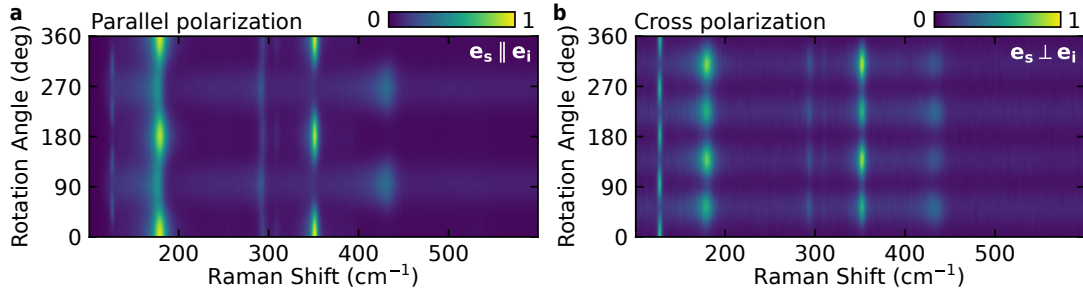 a Parallel polarization 0 1
e_s ∥ e_i
360
270
180
90
0
Rotation Angle (deg)
200 300 400 500
Raman Shift (cm⁻¹)
b Cross polarization 0 1
e_s ⊥ e_i
360
270
180
90
0
Rotation Angle (deg)
200 300 400 500
Raman Shift (cm⁻¹)